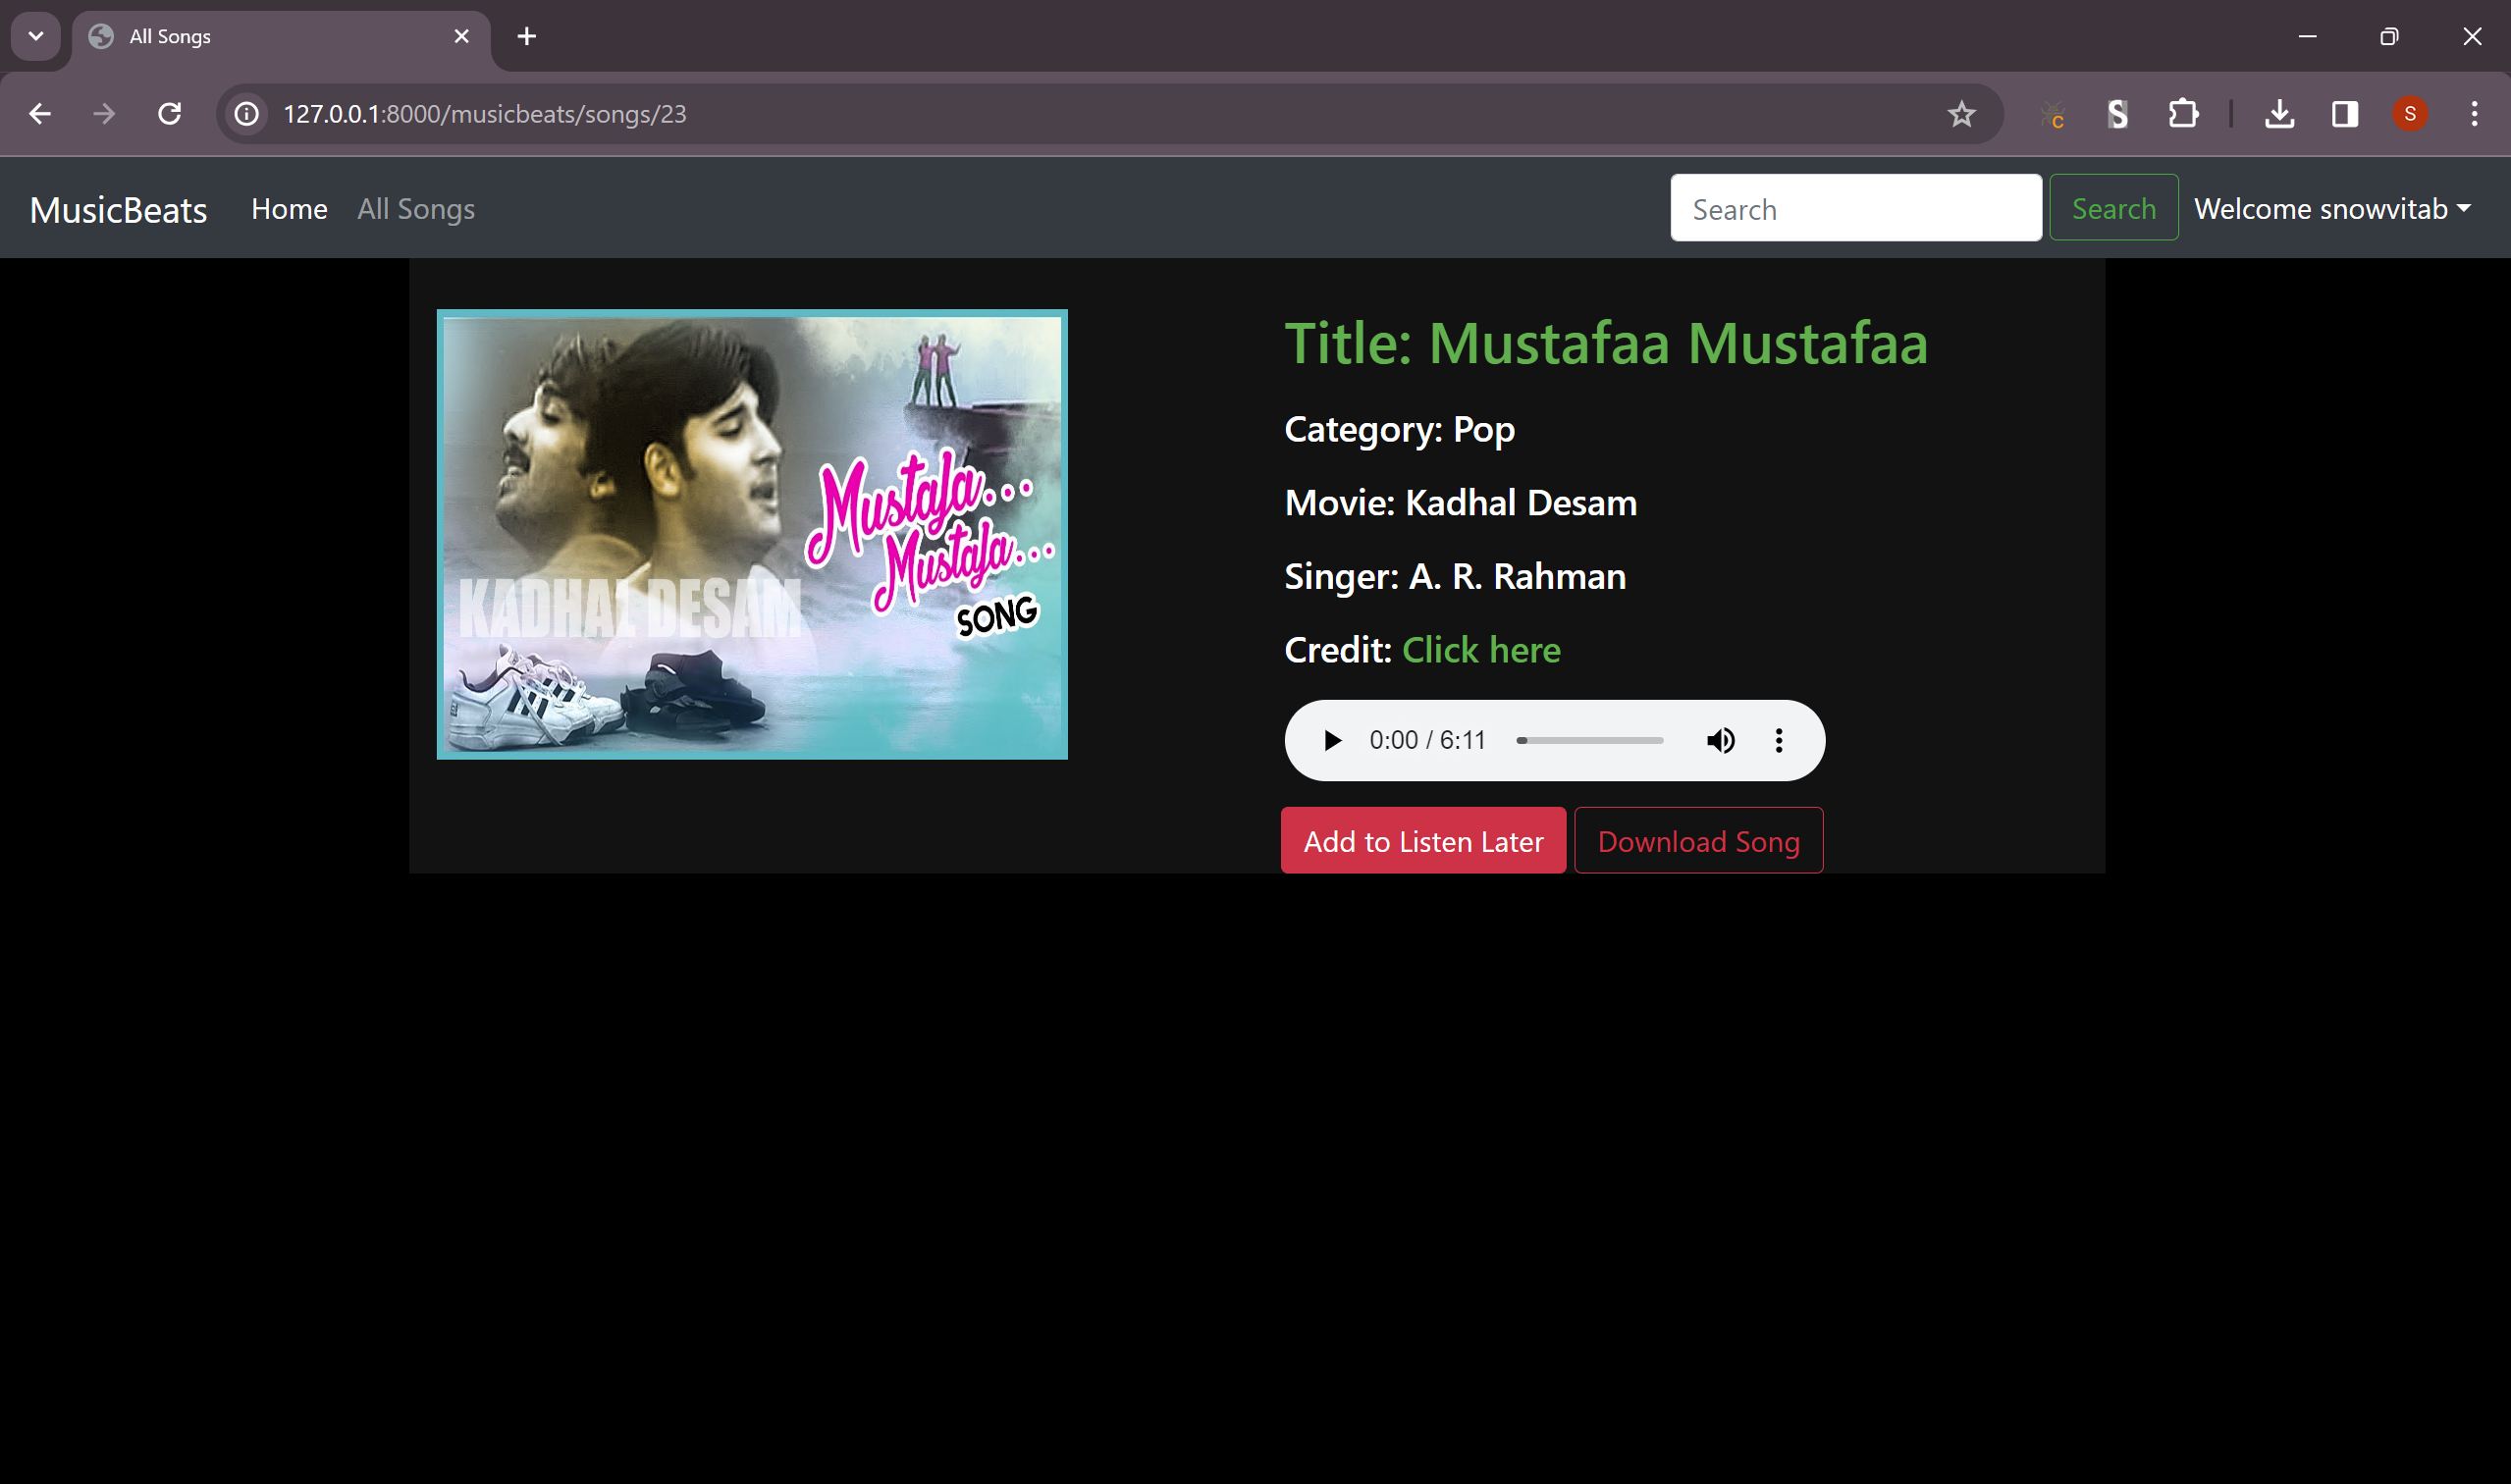 All Songs
127.0.0.1:8000/musicbeats/songs/23
C
S
S
MusicBeats Home All Songs
Search Search Welcome snowvitab
Title: Mustafaa Mustafaa
Category: Pop
Movie: Kadhal Desam
Singer: A. R. Rahman
Credit: Click here
0:00 / 6:11
Add to Listen Later Download Song
Mustafa...
Mustafa...
SONG
KADHAL DESAM